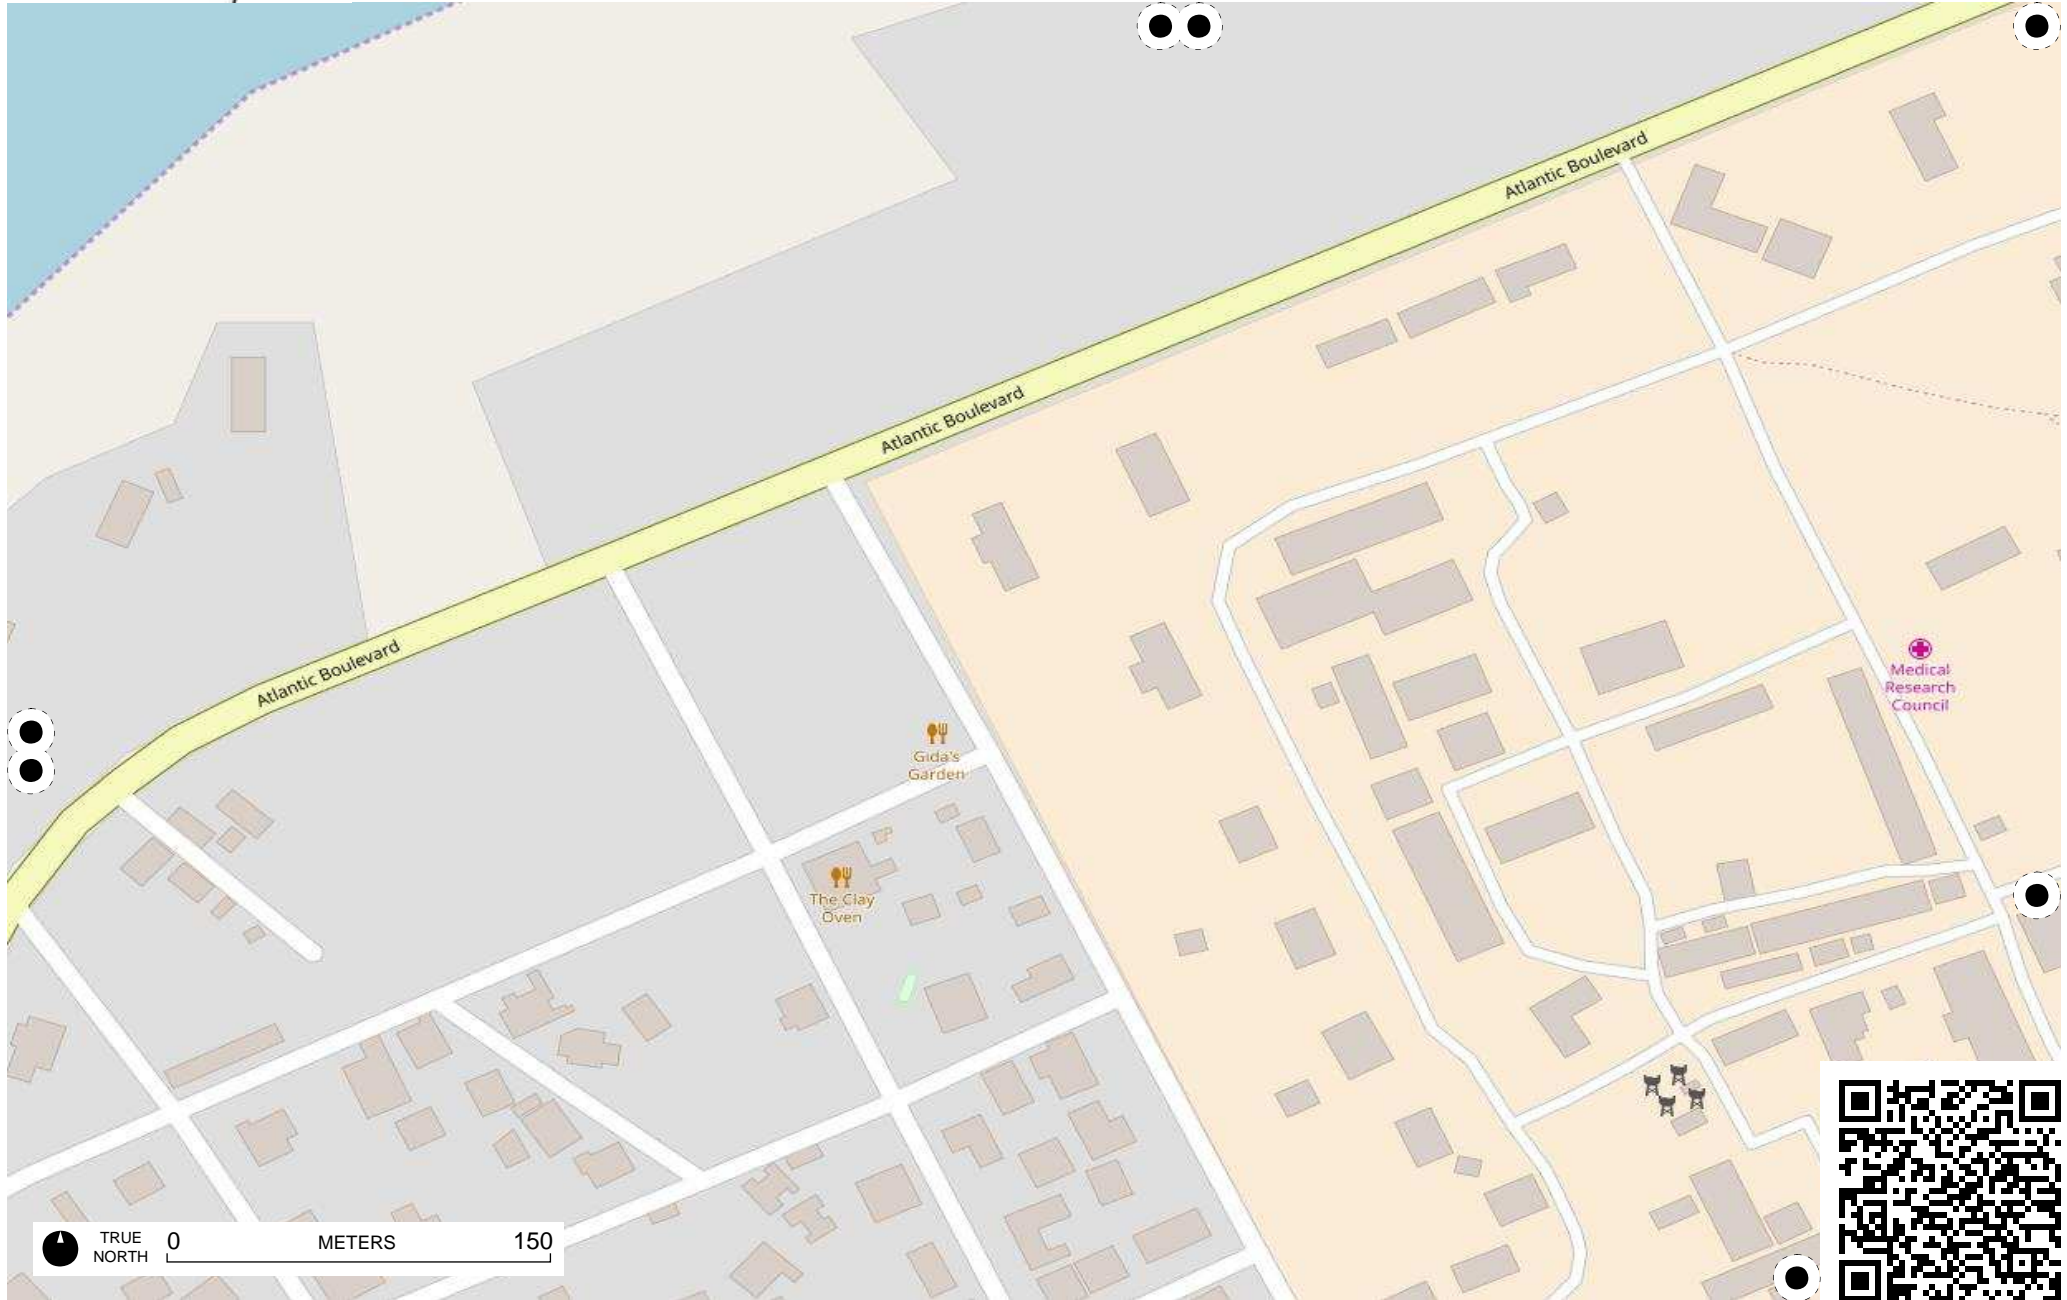 Atlantic Boulevard
Atlantic Boulevard
Atlantic Boulevard
Medical
Research
Council
Gida's
Garden
The Clay
Oven
TRUE
NORTH
0
METERS
150